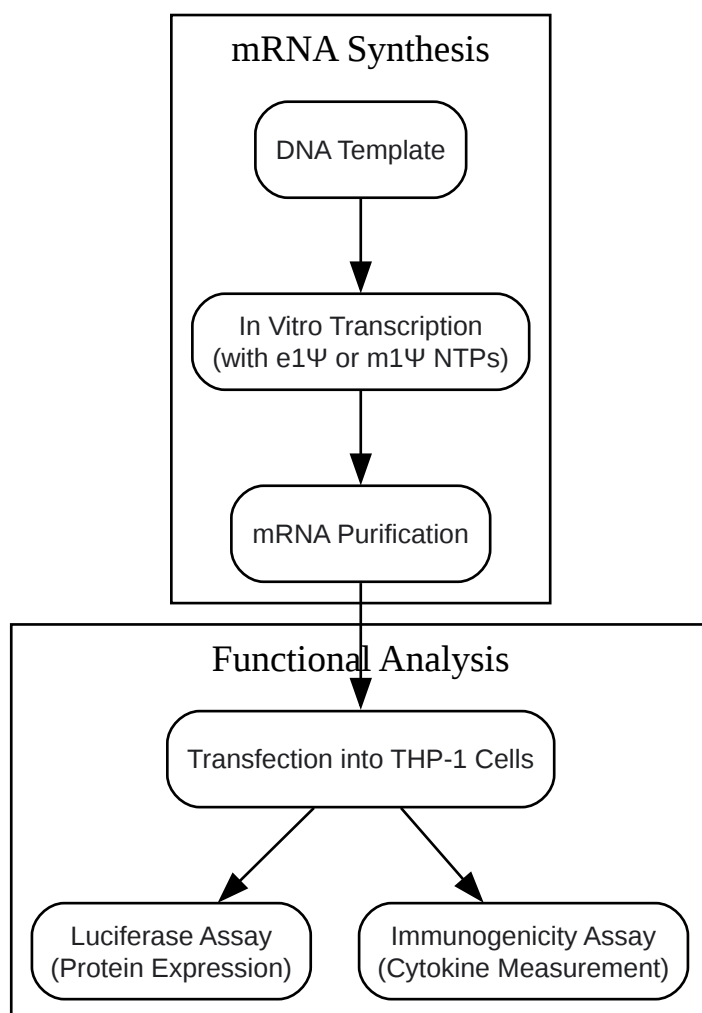 mRNA Synthesis
DNA Template
In Vitro Transcription
(with e1Ψ or m1Ψ NTPs)
mRNA Purification
Functional Analysis
Transfection into THP-1 Cells
Luciferase Assay
(Protein Expression)
Immunogenicity Assay
(Cytokine Measurement)